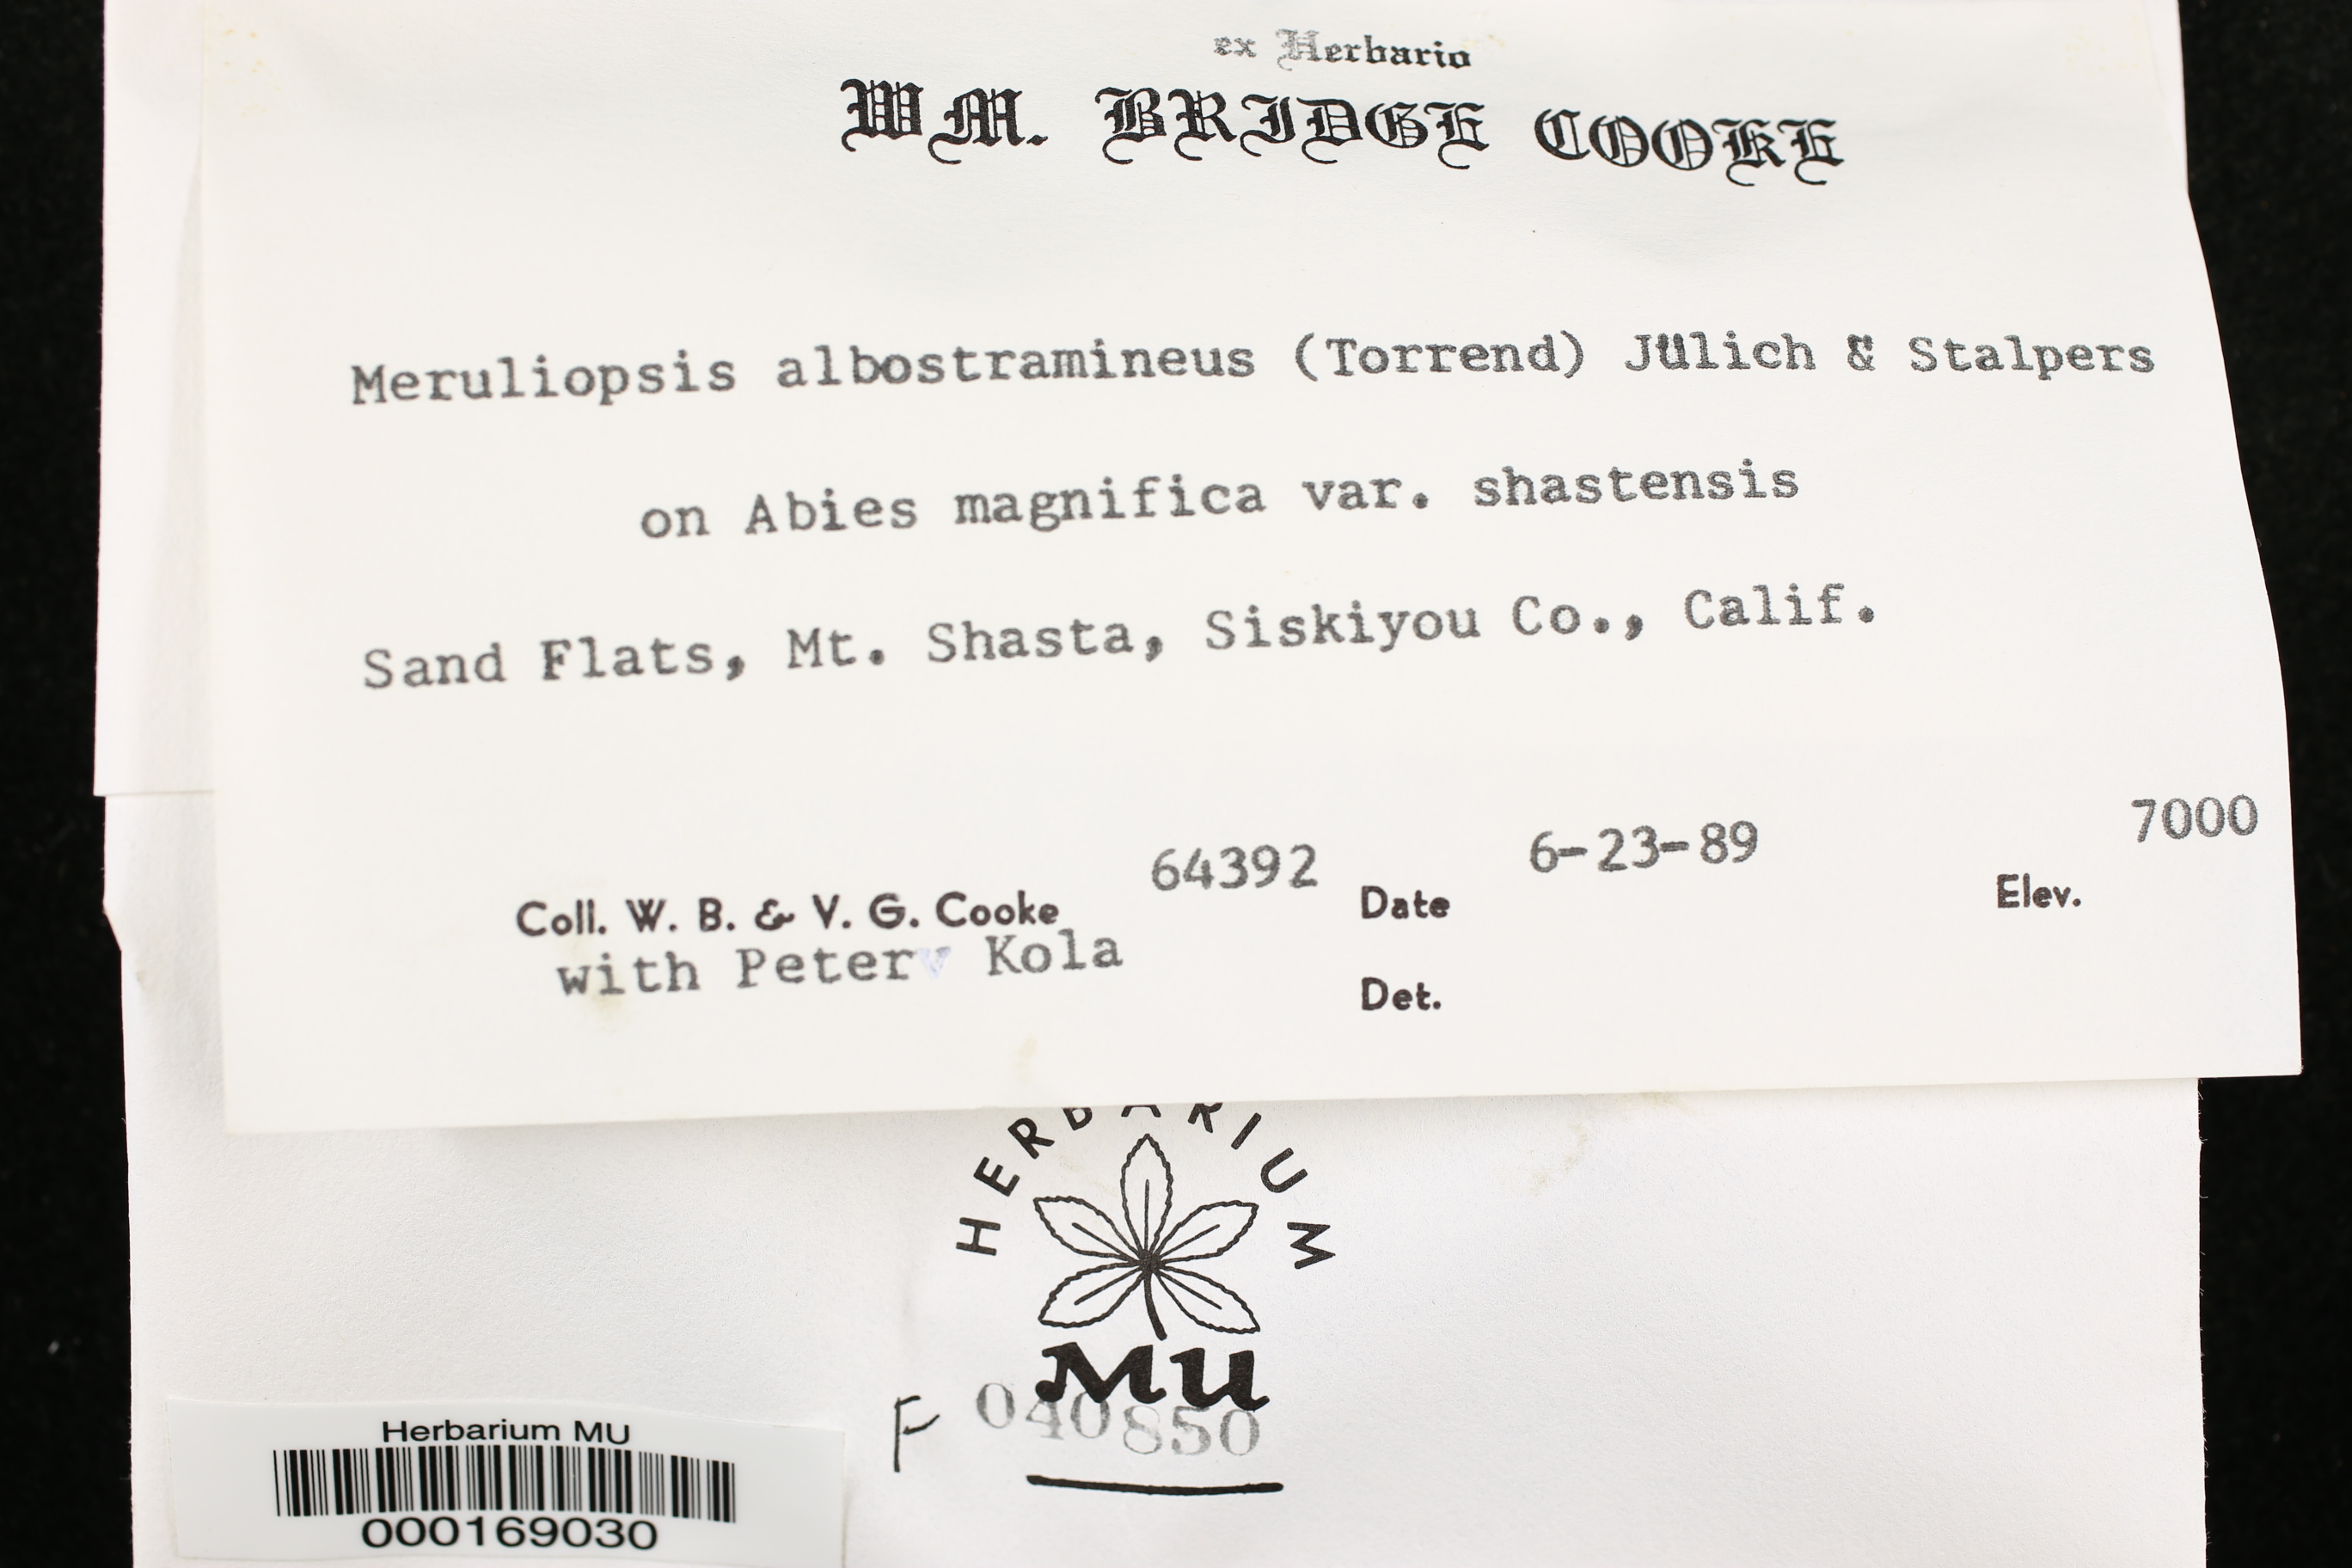 ex Herbario
WM. BRIDGE COOKE
Meruliopsis albostramineus (Torrend) Jülich & Stalpers
on Abies magnifica var. shastensis
Sand Flats, Mt. Shasta, Siskiyou Co., Calif.
Coll. W. B. & V. G. Cooke 64392 Date 6-23-89 Elev. 7000
with Peter Kola
Det.
HERBARIUM
MU
F 040850
Herbarium MU
000169030